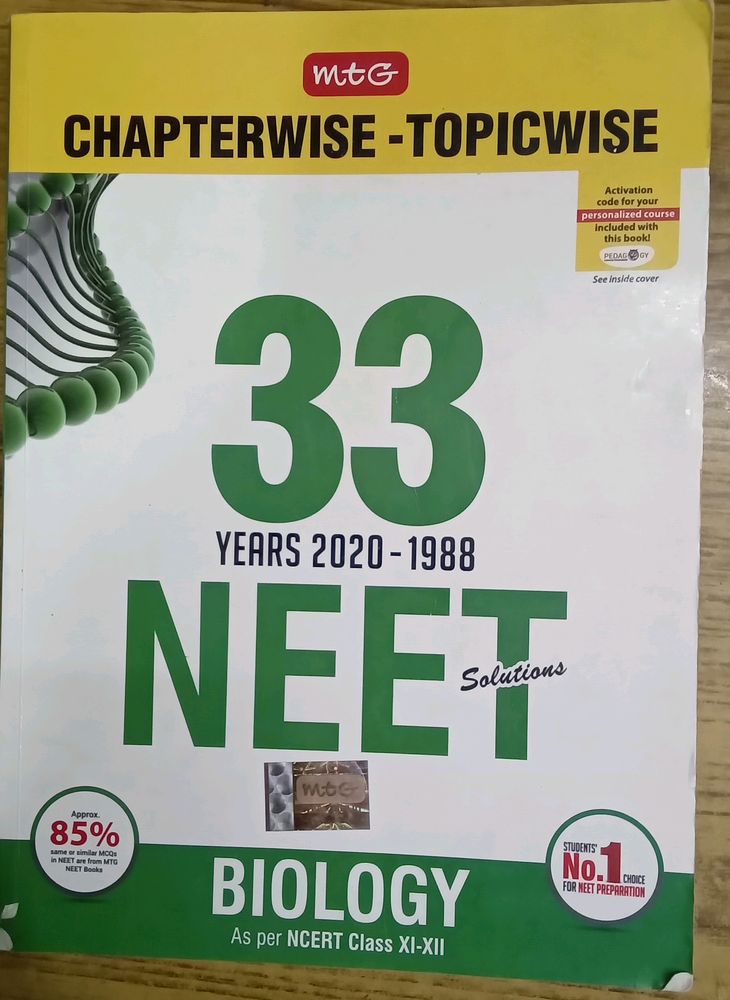 mtG
CHAPTERWISE -TOPICWISE
Activation
code for your
personalized course
included with
this book!
PEDAGOGY
See inside cover
33
YEARS 2020-1988
NEET
Solutions
mtG
Approx.
85%
same or similar MCQs
in NEET are from MTG
NEET Books
STUDENTS'
No.1 CHOICE
FOR NEET PREPARATION
BIOLOGY
As per NCERT Class XI-XII